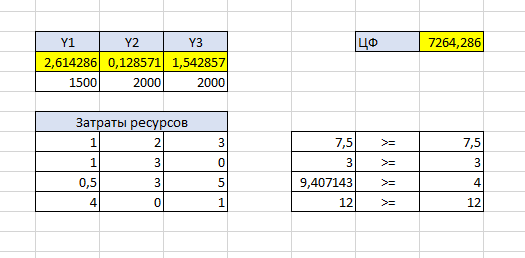 Y1 Y2 Y3 ЦФ 7264,286
2,614286 0,128571 1,542857
1500 2000 2000
Затраты ресурсов
1 2 3 7,5 >= 7,5
1 3 0 3 >= 3
0,5 3 5 9,407143 >= 4
4 0 1 12 >= 12